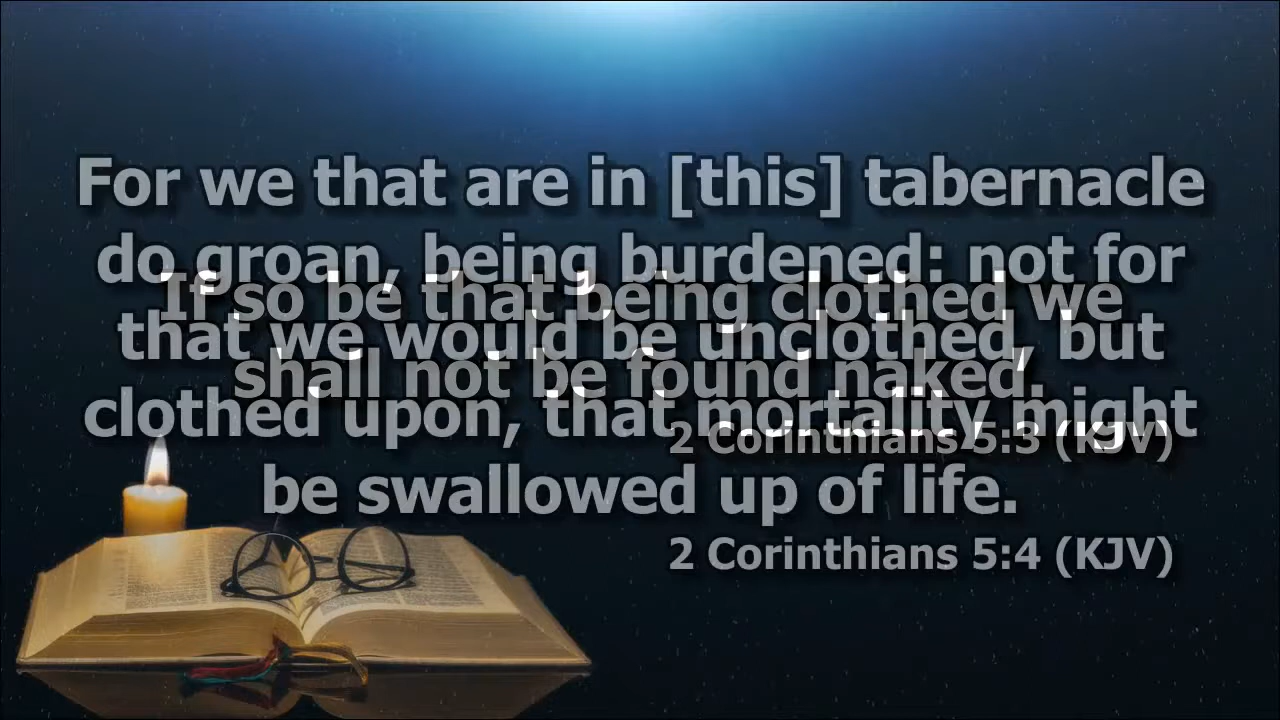 For we that are in [this] tabernacle
do groan, being burdened: not for
If so be that being clothed we
that we would be unclothed, but
shall not be found naked.
clothed upon, that mortality might
2 Corinthians 5:3 (KJV)
be swallowed up of life.
2 Corinthians 5:4 (KJV)